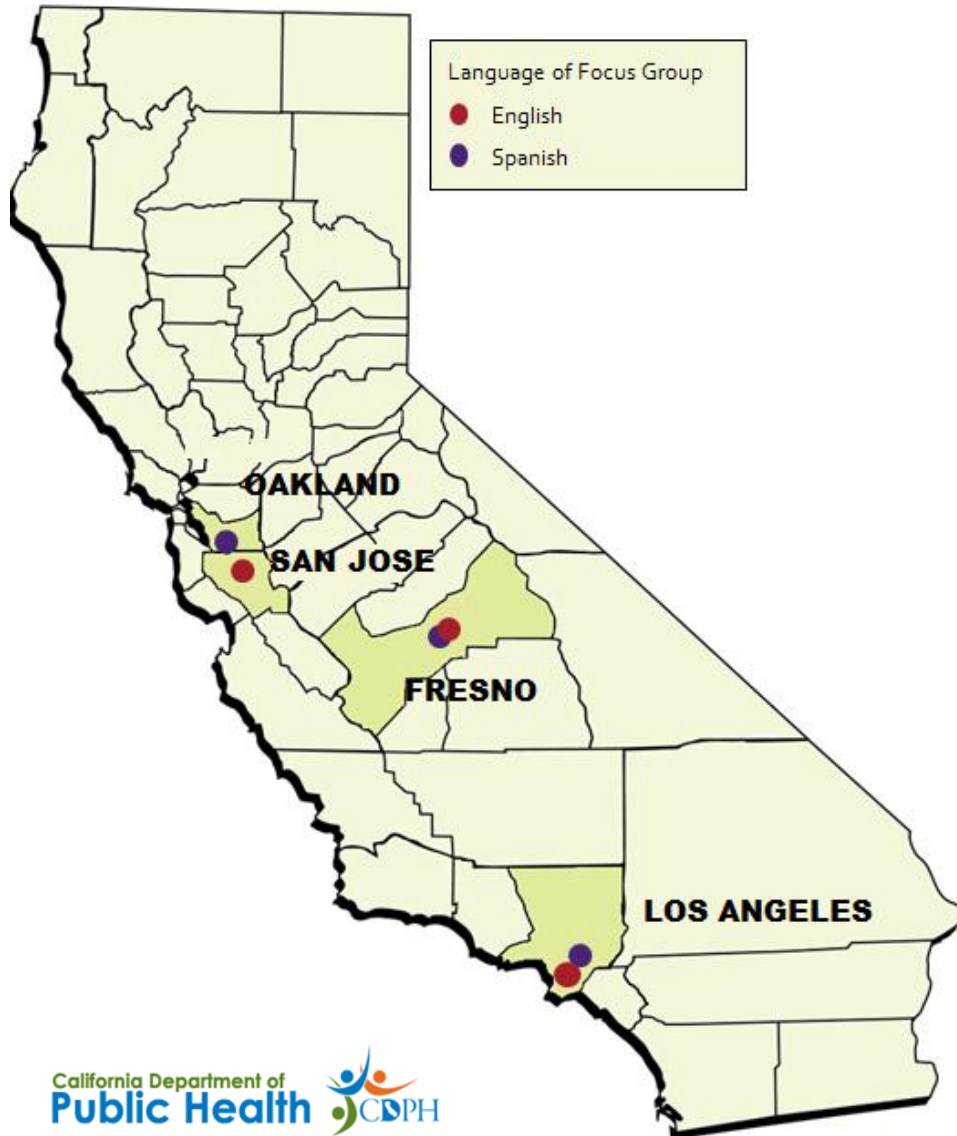 Language of Focus Group
English
Spanish
OAKLAND
SAN JOSE
FRESNO
LOS ANGELES
California Department of
Public Health
CDPH